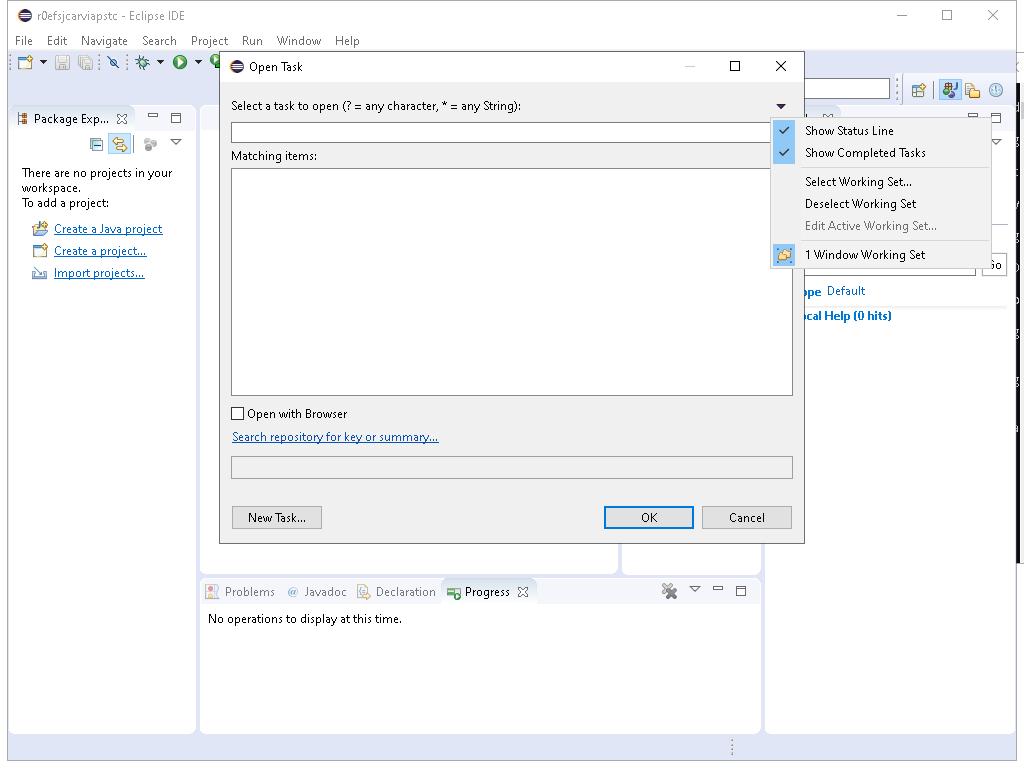 r0efsjcarviapstc - Eclipse IDE
File Edit Navigate Search Project Run Window Help
Open Task
Select a task to open (? = any character, * = any String):
Matching items:
Show Status Line
Show Completed Tasks
Select Working Set...
Deselect Working Set
Edit Active Working Set...
1 Window Working Set
Package Exp...
There are no projects in your
workspace.
To add a project:
Create a Java project
Create a project...
Import projects...
Default
Help (0 hits)
Open with Browser
Search repository for key or summary...
New Task...
OK
Cancel
Problems @ Javadoc Declaration Progress
No operations to display at this time.